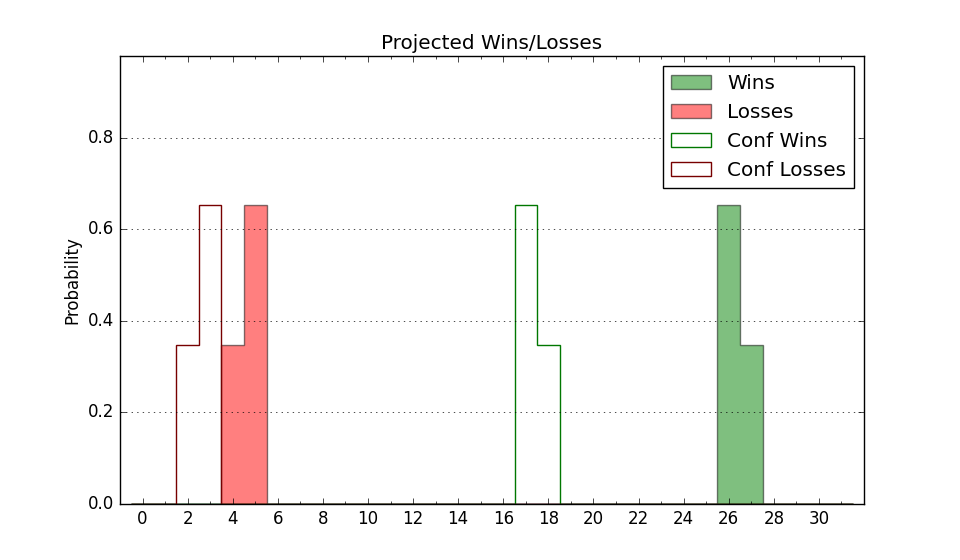 Projected Wins/Losses
Wins
Losses
Conf Wins
Conf Losses
Probability
0.8
0.6
0.4
0.2
0.0
0 2 4 6 8 10 12 14 16 18 20 22 24 26 28 30